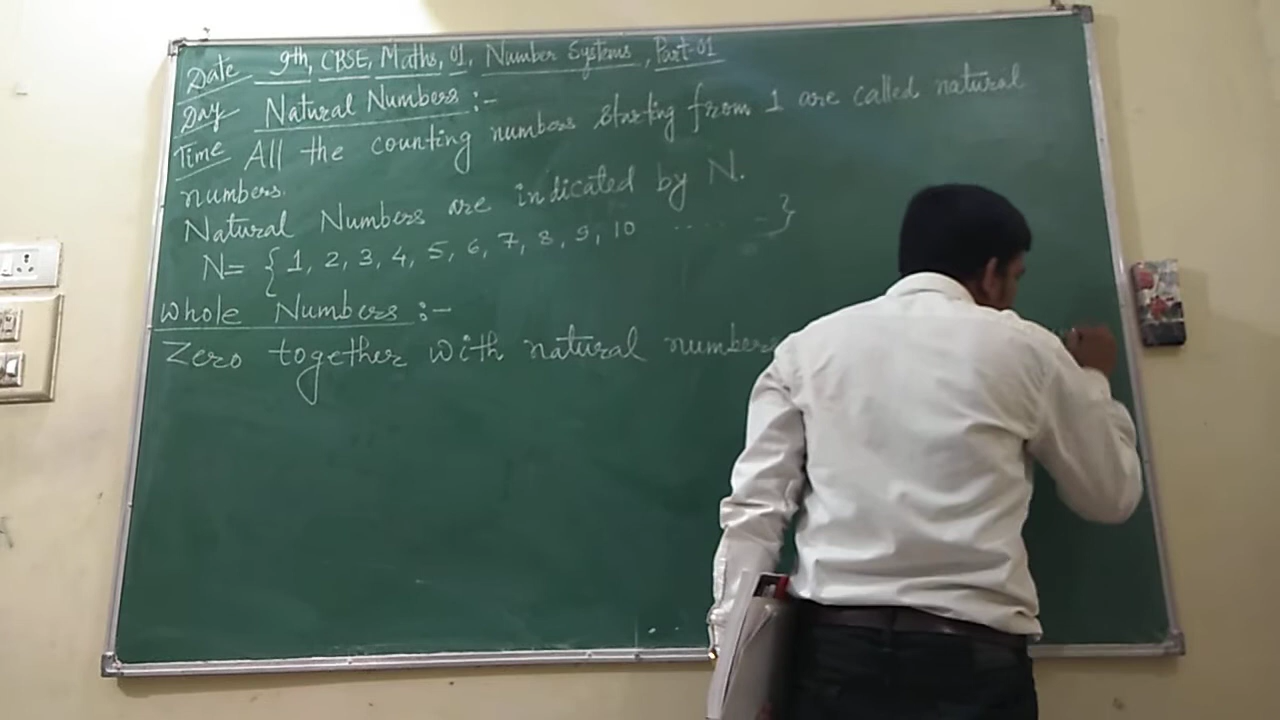 Date 9th, CBSE, Maths, 01, Number Systems, Part-01
Day Natural Numbers :-
Time All the counting numbers starting from 1 are called natural
numbers.
Natural Numbers are indicated by N.
N= { 1, 2, 3, 4, 5, 6, 7, 8, 9, 10 ..... - }
Whole Numbers :-
Zero together with natural numbers